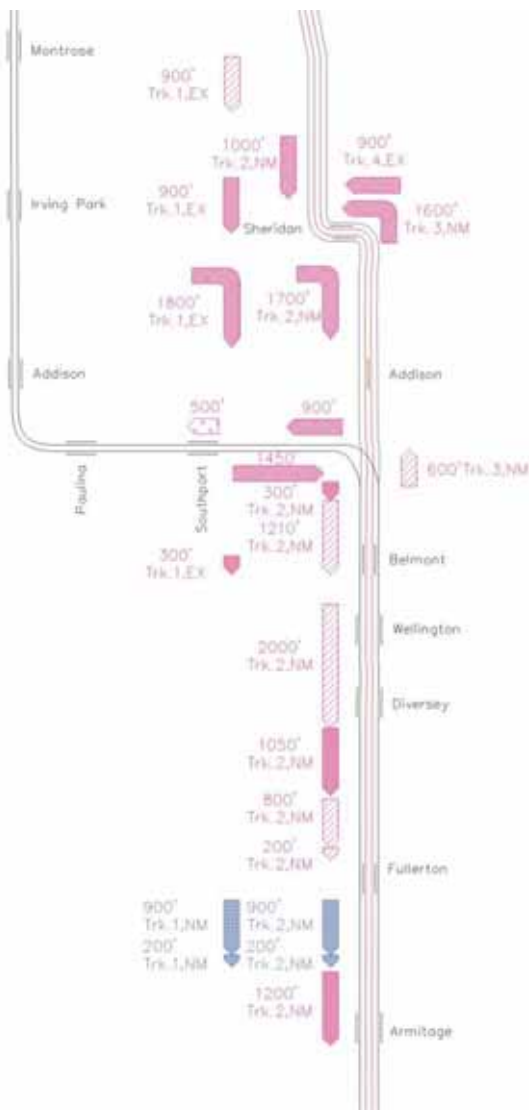 Montrose
900'
Trk.1,EX
1000'
Trk.2,NM
900'
Trk.4,EX
Irving Park
900'
Trk.1,EX
1600'
Trk.3,NM
Sheridan
1800'
Trk.1,EX
1700'
Trk.2,NM
Addison
Addison
500'
900'
Paulina
Southport
1450'
600' Trk.3,NM
300'
Trk.2,NM
1210'
Trk.2,NM
300'
Trk.1,EX
Belmont
Wellington
2000'
Trk.2,NM
Diversey
1050'
Trk.2,NM
800'
Trk.2,NM
200'
Trk.2,NM
Fullerton
900'
Trk.1,NM
200'
Trk.1,NM
900'
Trk.2,NM
200'
Trk.2,NM
1200'
Trk.2,NM
Armitage